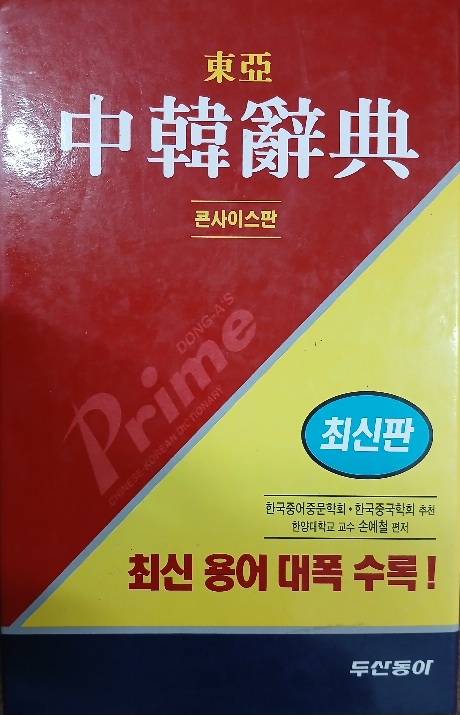 東亞
中韓辭典
콘사이스판
DONG-A'S
Prime
CHINESE-KOREAN DICTIONARY
최신판
한국중어중문학회 • 한국중국학회 추천
한양대학교 교수 손예철 편저
최신 용어 대폭 수록!
두산동아